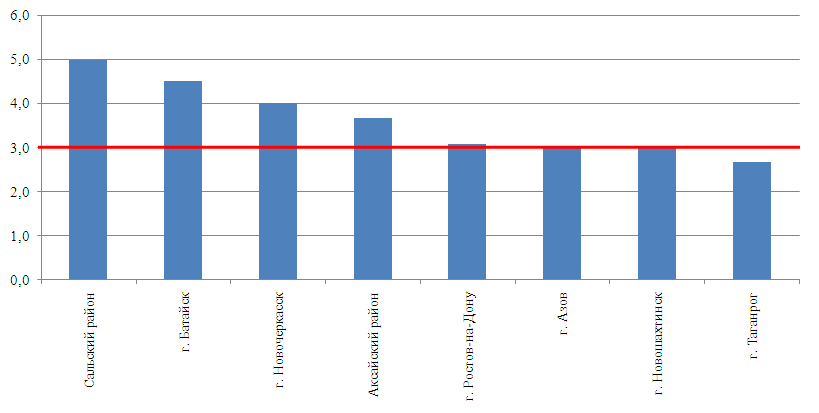 6,0
5,0
4,0
3,0
2,0
1,0
0,0
Сальский район
г. Батайск
г. Новочеркасск
Аксайский район
г. Ростов-на-Дону
г. Азов
г. Новошахтинск
г. Таганрог